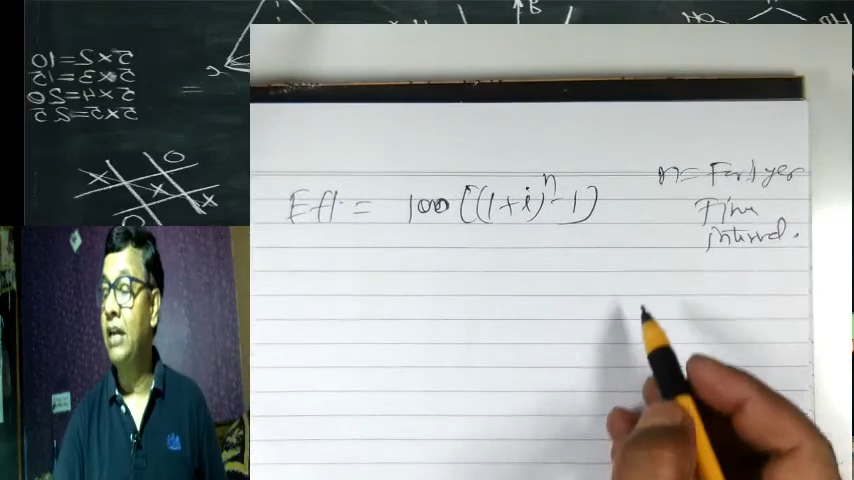 5×2=10
5×3=15
5×4=20
5×5=25
B
Eff. = 100((1+i)^n-1)
n= For 1 year
Time
interval.